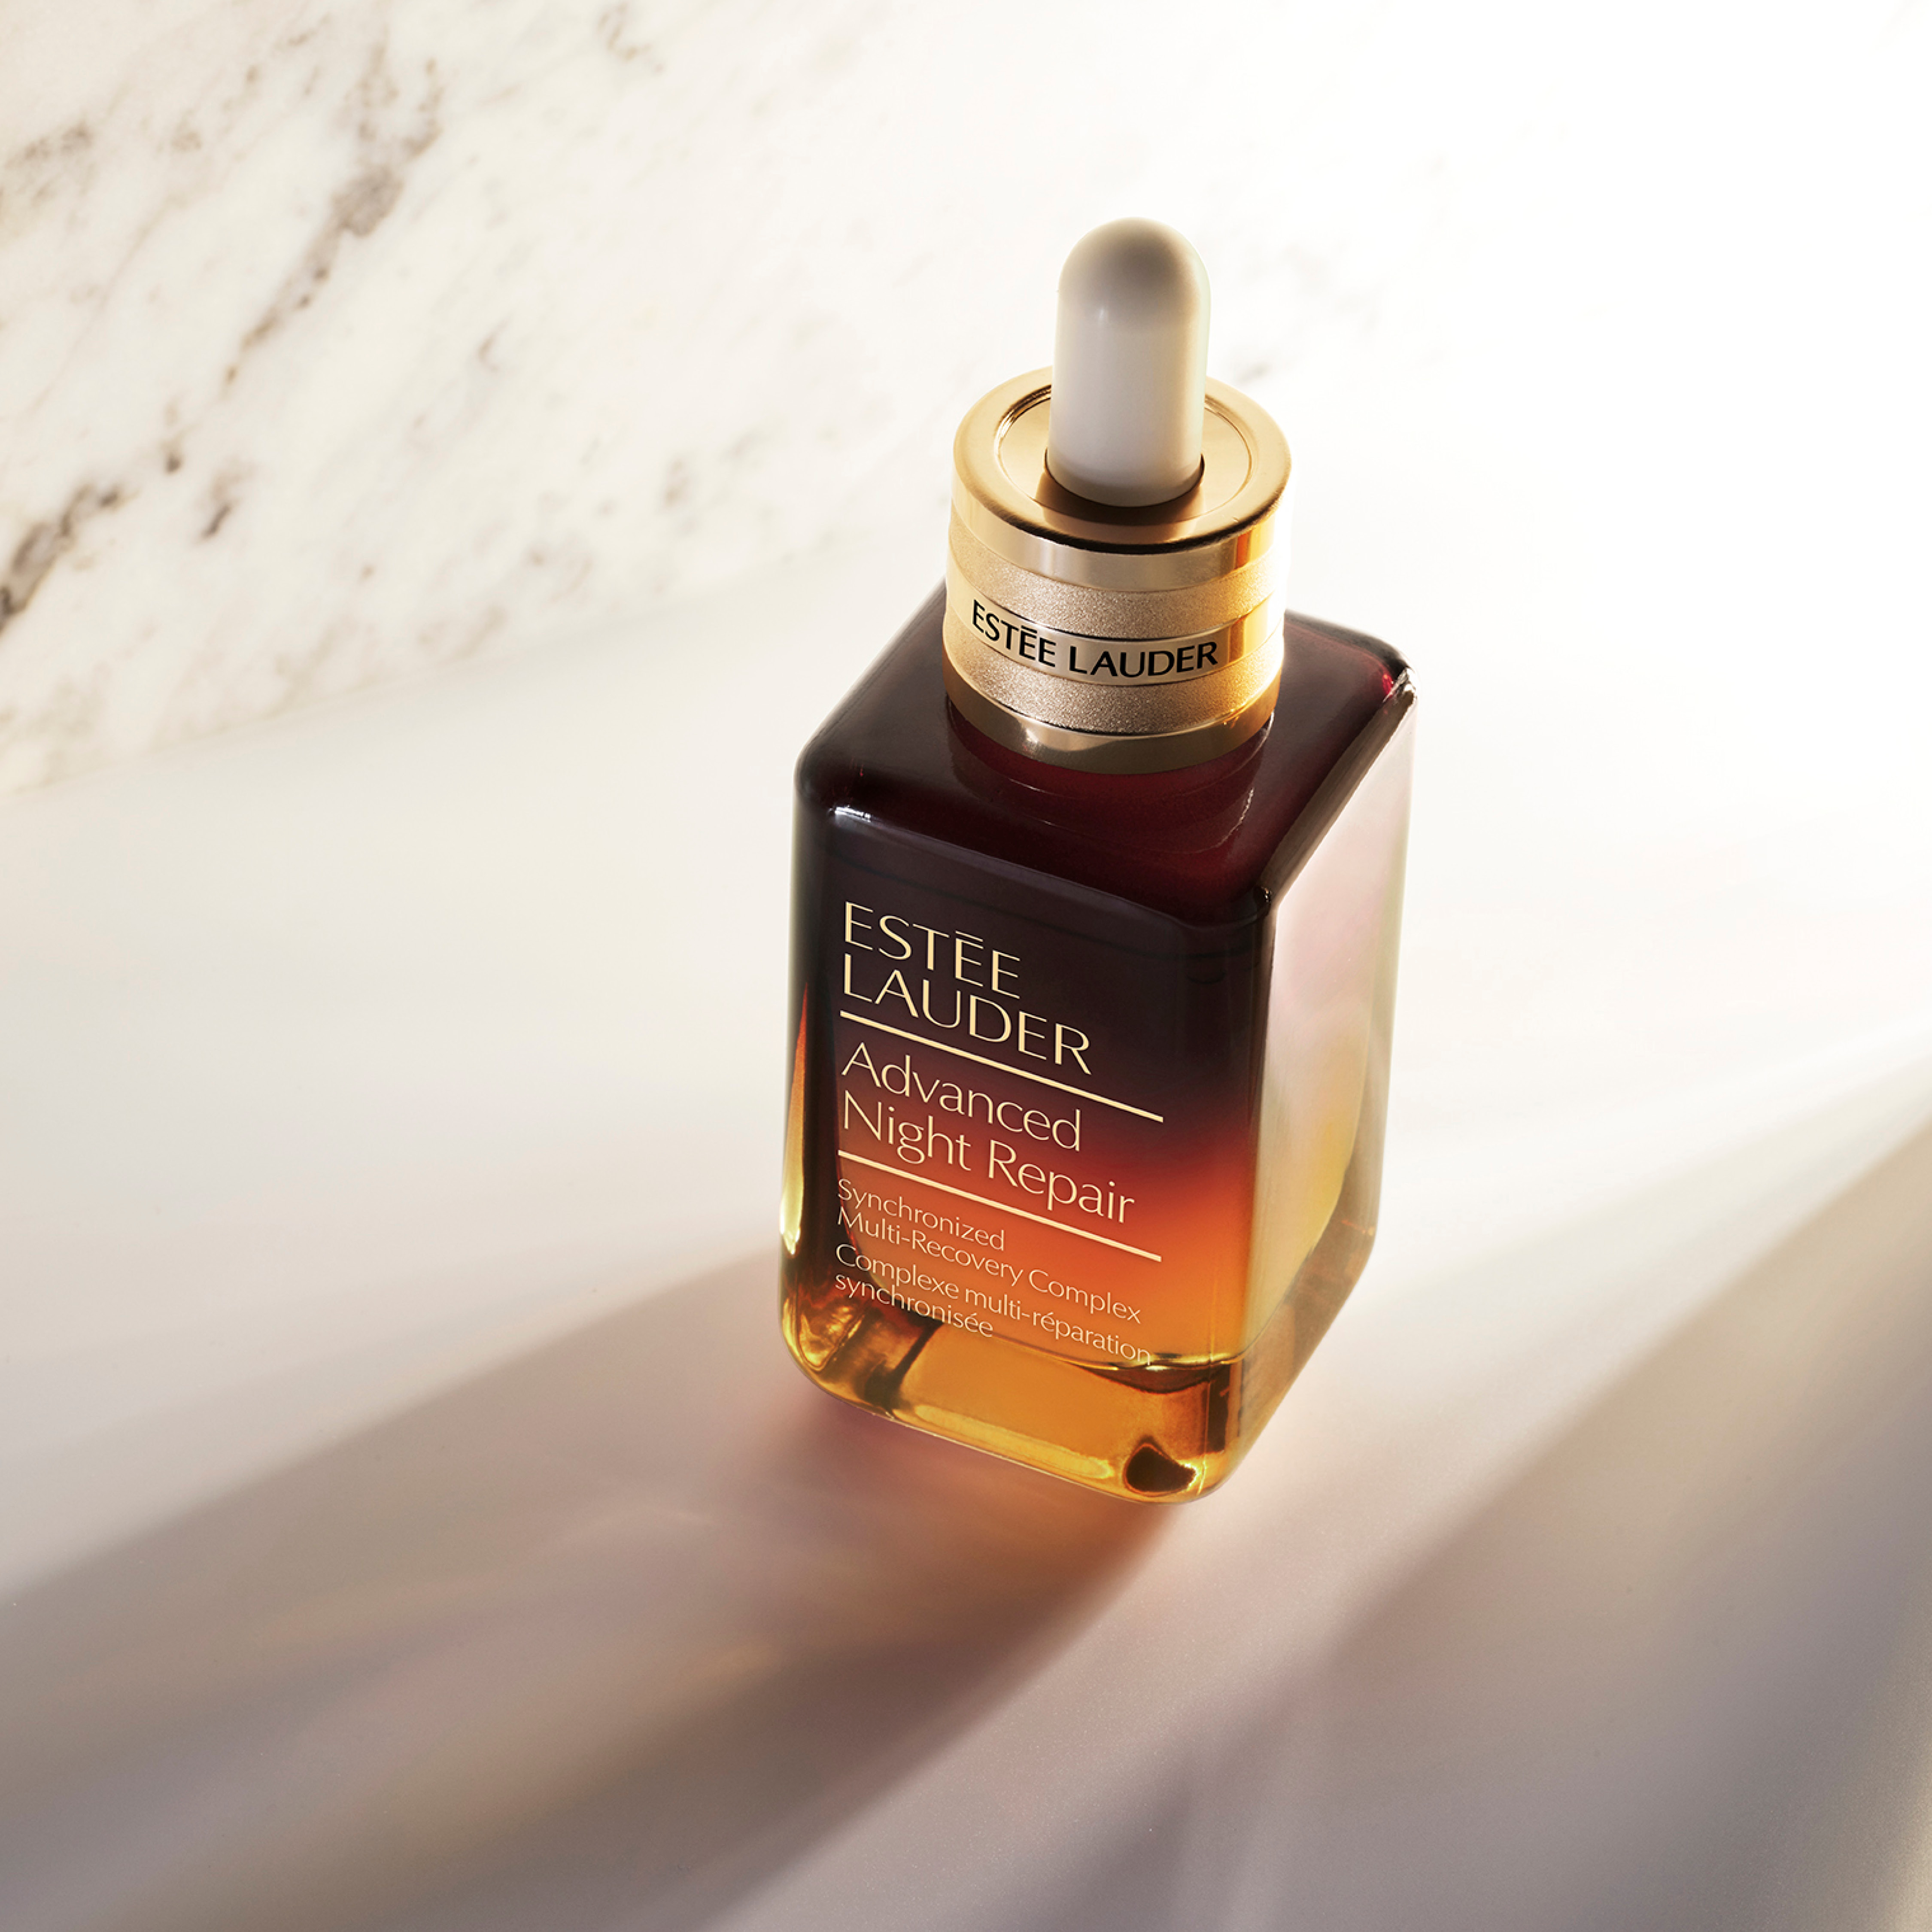 ESTĒE LAUDER
ESTĒE
LAUDER
Advanced
Night Repair
Synchronized
Multi-Recovery Complex
Complexe multi-réparation
synchronisée